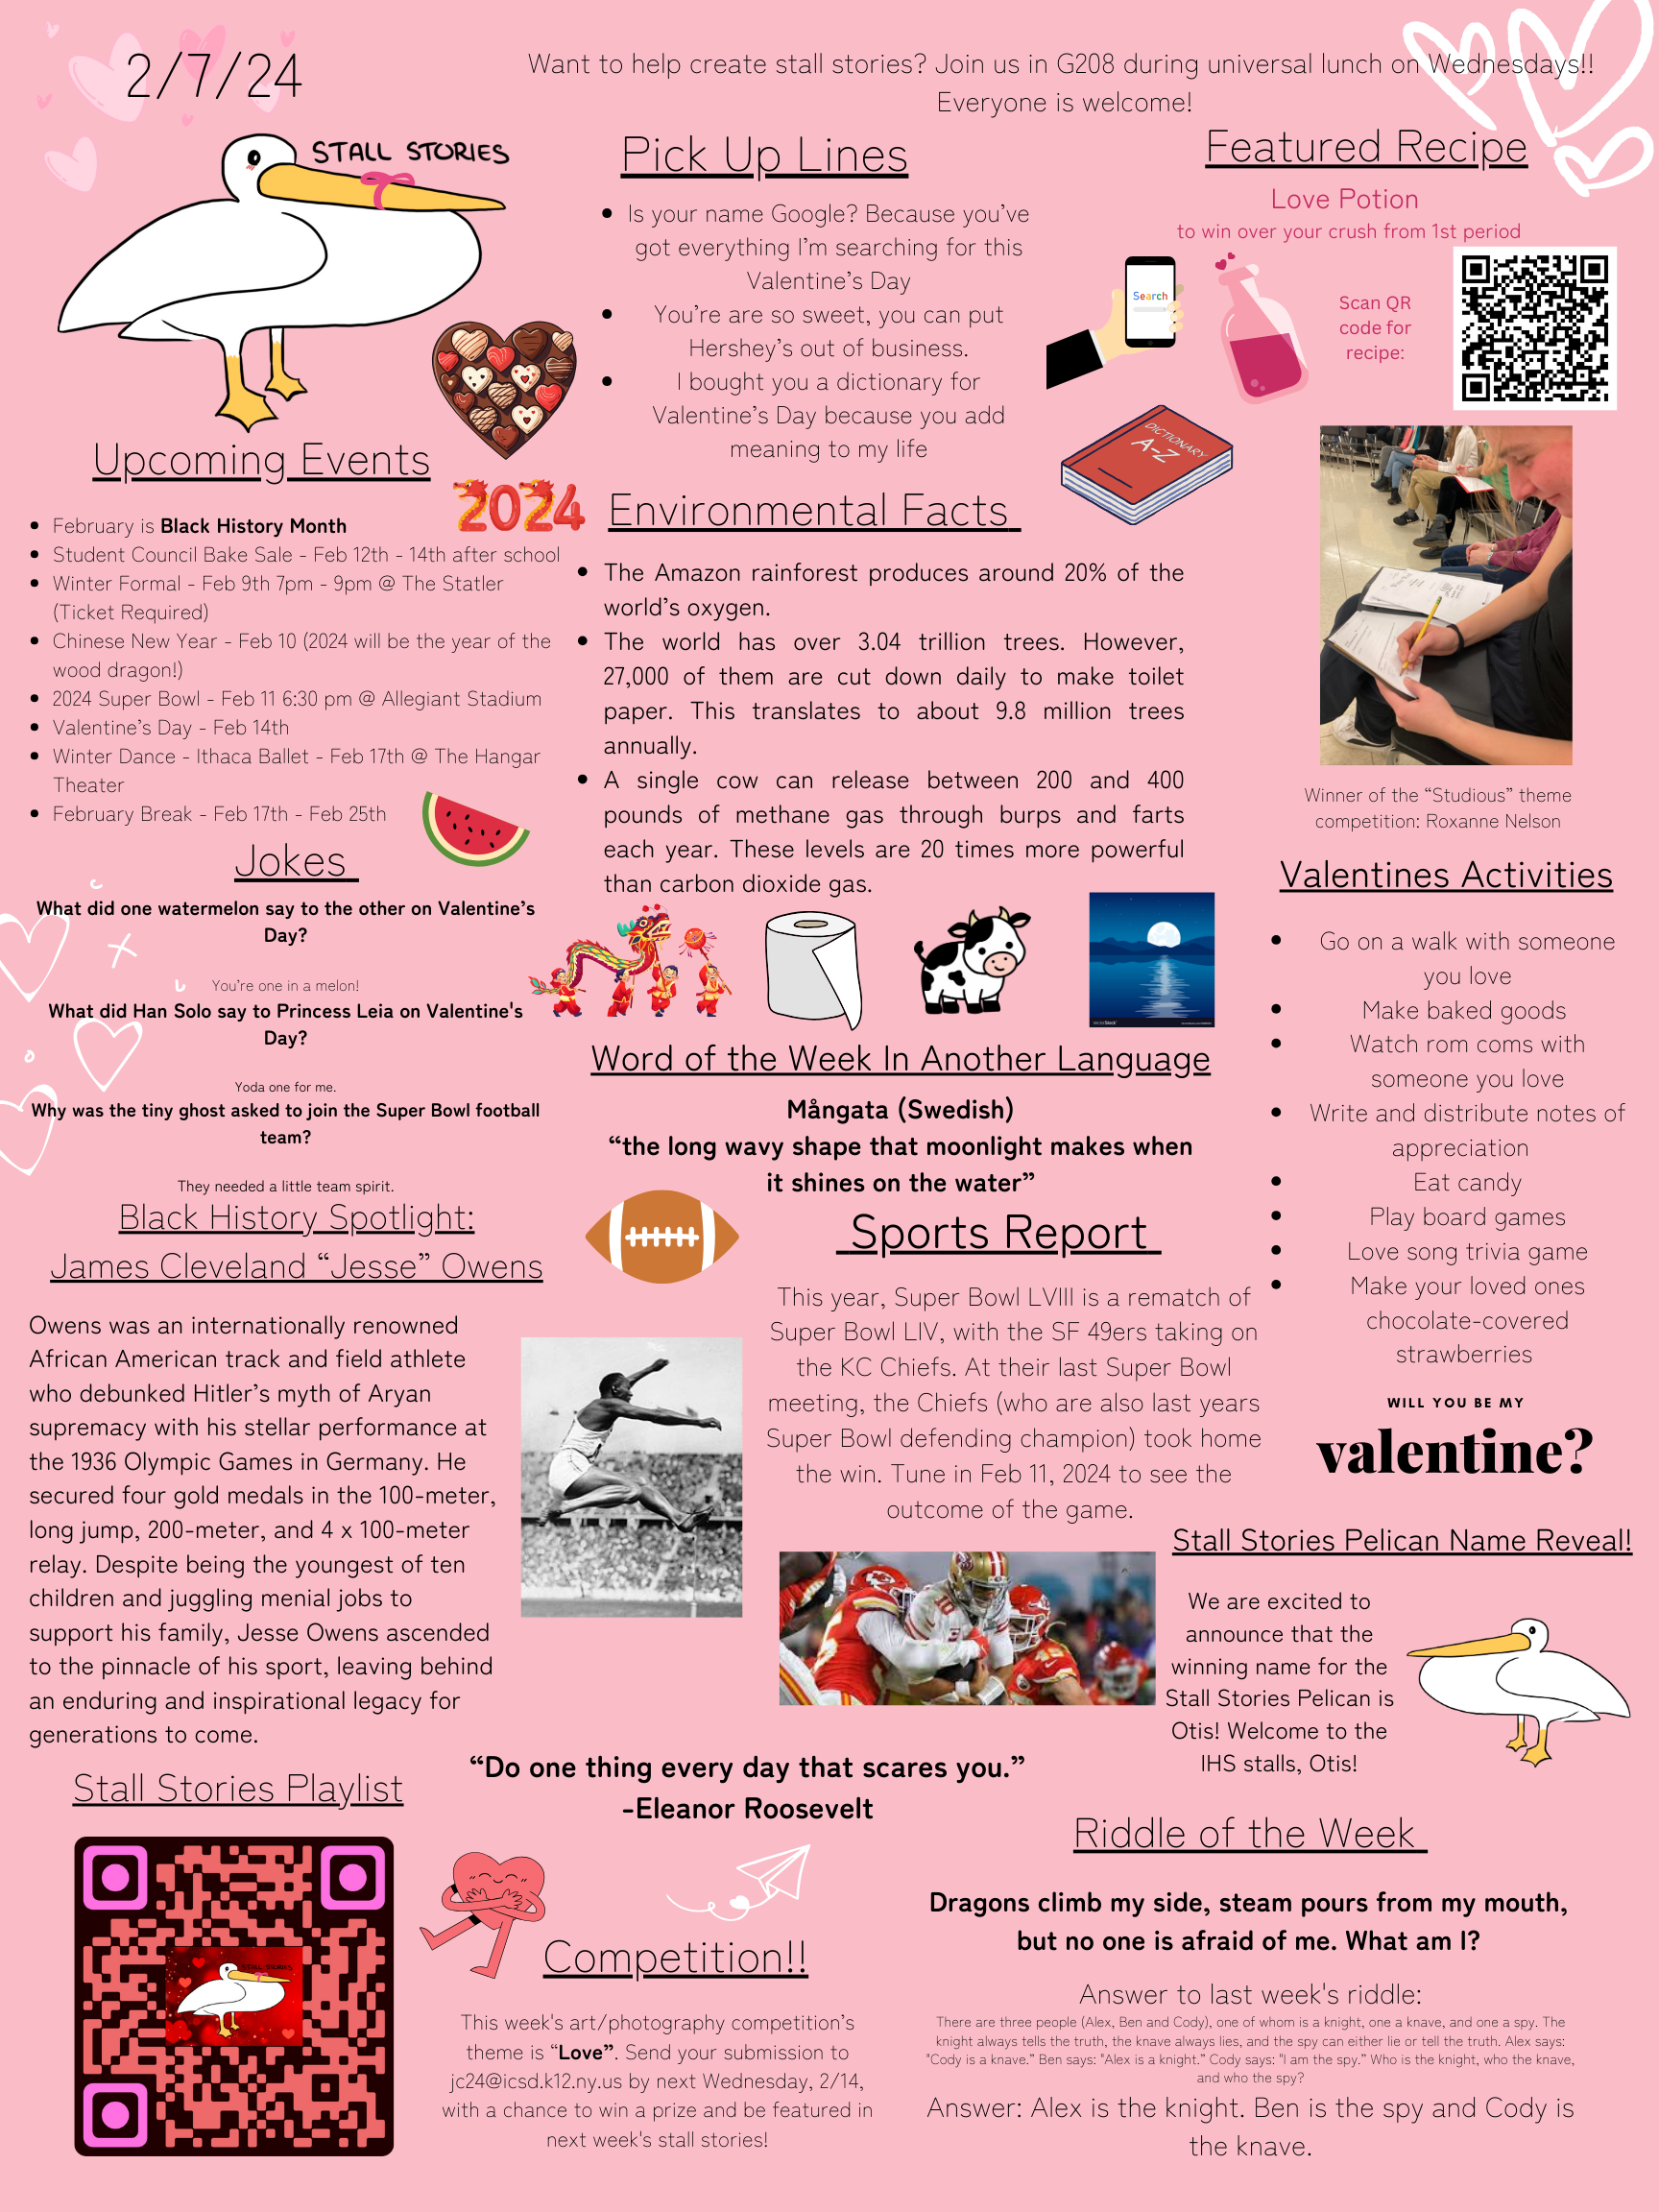 2/7/24
Want to help create stall stories? Join us in G208 during universal lunch on Wednesdays!!
Everyone is welcome!
STALL STORIES
Upcoming Events
2024
February is Black History Month
Student Council Bake Sale - Feb 12th - 14th after school
Winter Formal - Feb 9th 7pm - 9pm @ The Statler
(Ticket Required)
Chinese New Year - Feb 10 (2024 will be the year of the
wood dragon!)
2024 Super Bowl - Feb 11 6:30 pm @ Allegiant Stadium
Valentine's Day - Feb 14th
Winter Dance - Ithaca Ballet - Feb 17th @ The Hangar
Theater
February Break - Feb 17th - Feb 25th
Jokes
What did one watermelon say to the other on Valentine's
Day?
You're one in a melon!
What did Han Solo say to Princess Leia on Valentine's
Day?
Yoda one for me.
Why was the tiny ghost asked to join the Super Bowl football
team?
They needed a little team spirit.
Black History Spotlight:
James Cleveland “Jesse” Owens
Owens was an internationally renowned
African American track and field athlete
who debunked Hitler's myth of Aryan
supremacy with his stellar performance at
the 1936 Olympic Games in Germany. He
secured four gold medals in the 100-meter,
long jump, 200-meter, and 4 x 100-meter
relay. Despite being the youngest of ten
children and juggling menial jobs to
support his family, Jesse Owens ascended
to the pinnacle of his sport, leaving behind
an enduring and inspirational legacy for
generations to come.
Stall Stories Playlist
STALL STORIES
Pick Up Lines
Is your name Google? Because you've
got everything I'm searching for this
Valentine's Day
You're are so sweet, you can put
Hershey's out of business.
I bought you a dictionary for
Valentine's Day because you add
meaning to my life
Search
DICTIONARY
A-Z
Environmental Facts
The Amazon rainforest produces around 20% of the
world's oxygen.
The world has over 3.04 trillion trees. However,
27,000 of them are cut down daily to make toilet
paper. This translates to about 9.8 million trees
annually.
A single cow can release between 200 and 400
pounds of methane gas through burps and farts
each year. These levels are 20 times more powerful
than carbon dioxide gas.
VectorStock
Word of the Week In Another Language
Mångata (Swedish)
“the long wavy shape that moonlight makes when
it shines on the water”
Sports Report
This year, Super Bowl LVIII is a rematch of
Super Bowl LIV, with the SF 49ers taking on
the KC Chiefs. At their last Super Bowl
meeting, the Chiefs (who are also last years
Super Bowl defending champion) took home
the win. Tune in Feb 11, 2024 to see the
outcome of the game.
10
“Do one thing every day that scares you.”
-Eleanor Roosevelt
Competition!!
This week's art/photography competition's
theme is “Love”. Send your submission to
jc24@icsd.k12.ny.us by next Wednesday, 2/14,
with a chance to win a prize and be featured in
next week's stall stories!
Featured Recipe
Love Potion
to win over your crush from 1st period
Scan QR
code for
recipe:
Winner of the “Studious” theme
competition: Roxanne Nelson
Valentines Activities
Go on a walk with someone
you love
Make baked goods
Watch rom coms with
someone you love
Write and distribute notes of
appreciation
Eat candy
Play board games
Love song trivia game
Make your loved ones
chocolate-covered
strawberries
WILL YOU BE MY
valentine?
Stall Stories Pelican Name Reveal!
We are excited to
announce that the
winning name for the
Stall Stories Pelican is
Otis! Welcome to the
IHS stalls, Otis!
Riddle of the Week
Dragons climb my side, steam pours from my mouth,
but no one is afraid of me. What am I?
Answer to last week's riddle:
There are three people (Alex, Ben and Cody), one of whom is a knight, one a knave, and one a spy. The
knight always tells the truth, the knave always lies, and the spy can either lie or tell the truth. Alex says:
"Cody is a knave." Ben says: "Alex is a knight." Cody says: "I am the spy." Who is the knight, who the knave,
and who the spy?
Answer: Alex is the knight. Ben is the spy and Cody is
the knave.